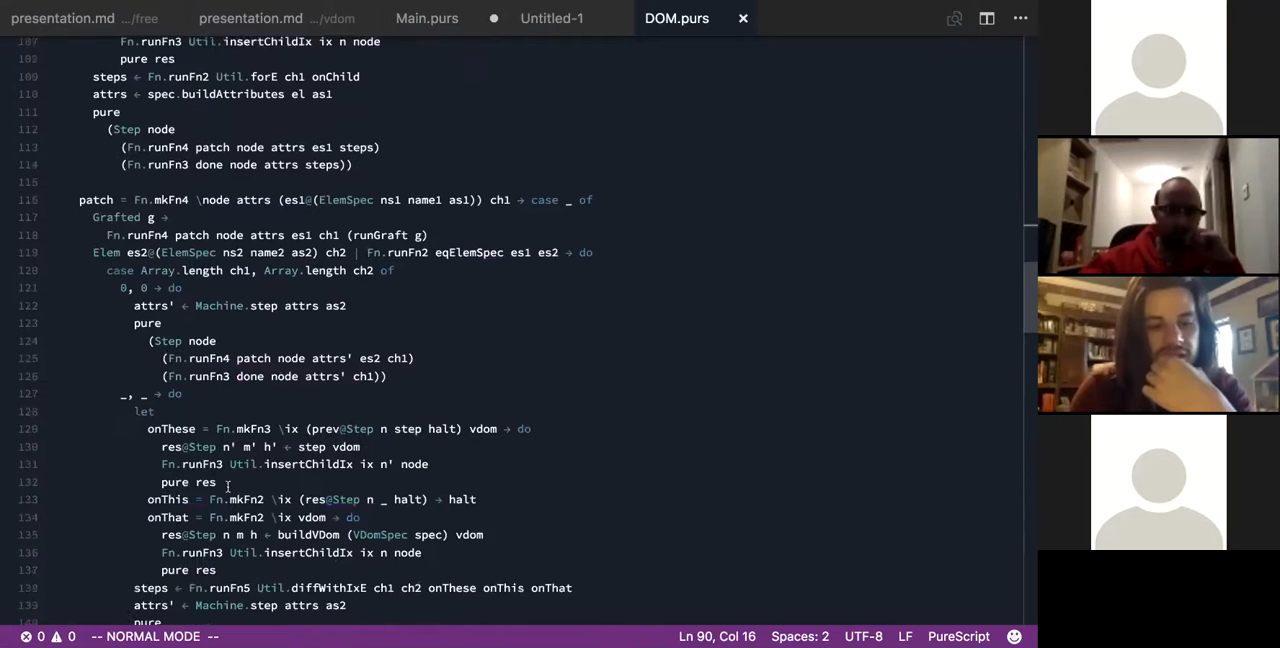 presentation.md .../free presentation.md .../vdom Main.purs Untitled-1 DOM.purs
107 Fn.runFn3 Util.insertChildIx ix n node
pure res
109 steps ← Fn.runFn2 Util.forE ch1 onChild
110 attrs ← spec.buildAttributes el as1
111 pure
112 (Step node
113 (Fn.runFn4 patch node attrs es1 steps)
114 (Fn.runFn3 done node attrs steps))
115
116 patch = Fn.mkFn4 \node attrs (es1@(ElemSpec ns1 name1 as1)) ch1 → case _ of
117 Grafted g →
118 Fn.runFn4 patch node attrs es1 ch1 (runGraft g)
119 Elem es2@(ElemSpec ns2 name2 as2) ch2 | Fn.runFn2 eqElemSpec es1 es2 → do
120 case Array.length ch1, Array.length ch2 of
121 0, 0 → do
122 attrs' ← Machine.step attrs as2
123 pure
124 (Step node
125 (Fn.runFn4 patch node attrs' es2 ch1)
126 (Fn.runFn3 done node attrs' ch1))
127 _, _ → do
128 let
129 onThese = Fn.mkFn3 \ix (prev@Step n step halt) vdom → do
130 res@Step n' m' h' ← step vdom
131 Fn.runFn3 Util.insertChildIx ix n' node
132 pure res
133 onThis = Fn.mkFn2 \ix (res@Step n _ halt) → halt
134 onThat = Fn.mkFn2 \ix vdom → do
135 res@Step n m h ← buildVDom (VDomSpec spec) vdom
136 Fn.runFn3 Util.insertChildIx ix n node
137 pure res
138 steps ← Fn.runFn5 Util.diffWithIxE ch1 ch2 onThese onThis onThat
139 attrs' ← Machine.step attrs as2
140 pure
0 0 -- NORMAL MODE -- Ln 90, Col 16 Spaces: 2 UTF-8 LF PureScript